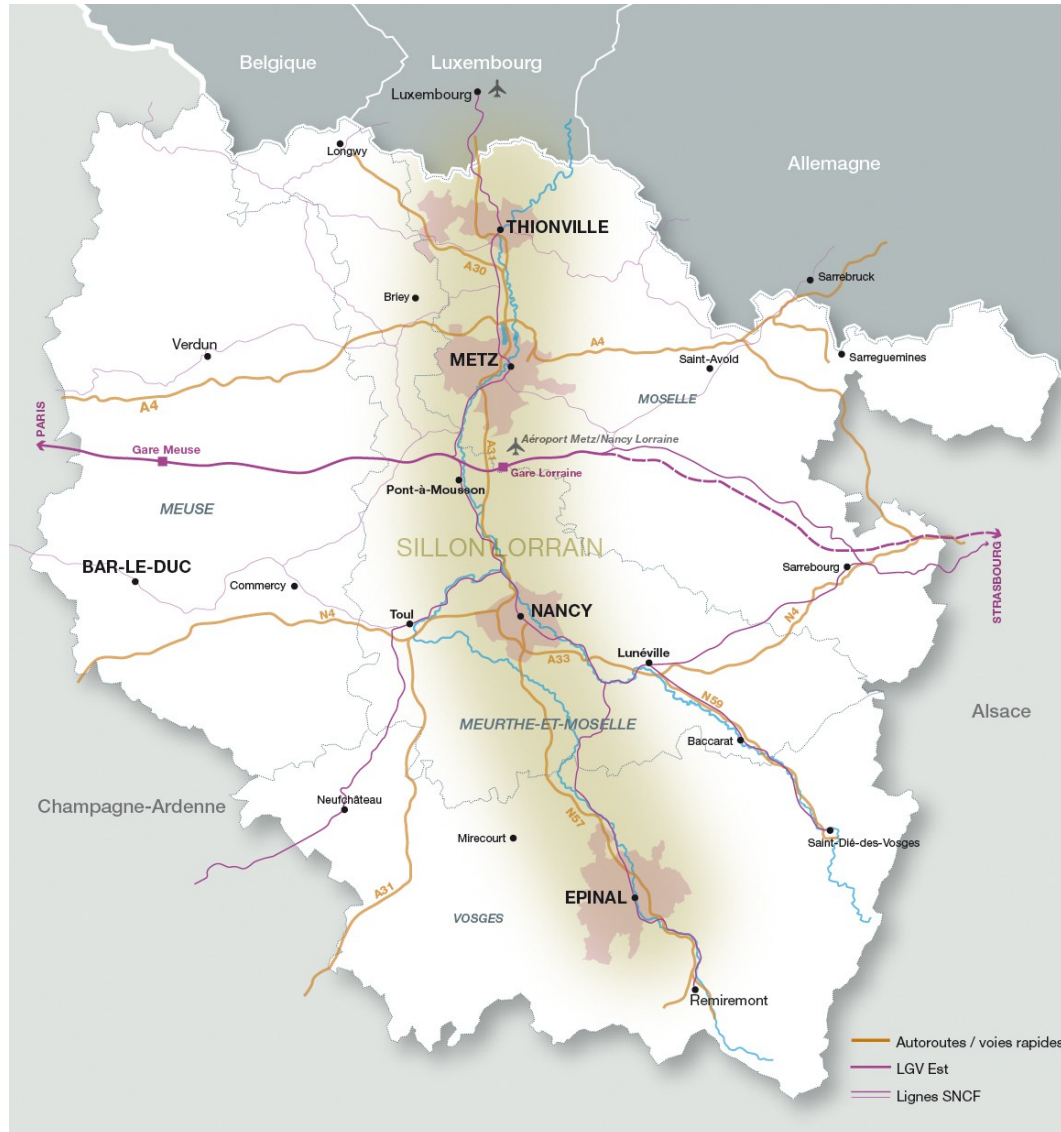 Belgique
Luxembourg
Luxembourg
Longwy
Allemagne
THIONVILLE
A30
Sarrebruck
Briey
Verdun
A4
Sarreguemines
METZ
Saint-Avold
A4
MOSELLE
PARIS
Aéroport Metz/Nancy Lorraine
A31
Gare Meuse
Gare Lorraine
Pont-à-Mousson
MEUSE
SILLON LORRAIN
STRASBOURG
BAR-LE-DUC
Sarrebourg
Commercy
N4
Toul
NANCY
N4
Lunéville
A33
N59
Alsace
MEURTHE-ET-MOSELLE
Baccarat
Champagne-Ardenne
Neufchâteau
N57
Mirecourt
Saint-Dié-des-Vosges
A31
EPINAL
VOSGES
Remiremont
Autoroutes / voies rapides
LGV Est
Lignes SNCF